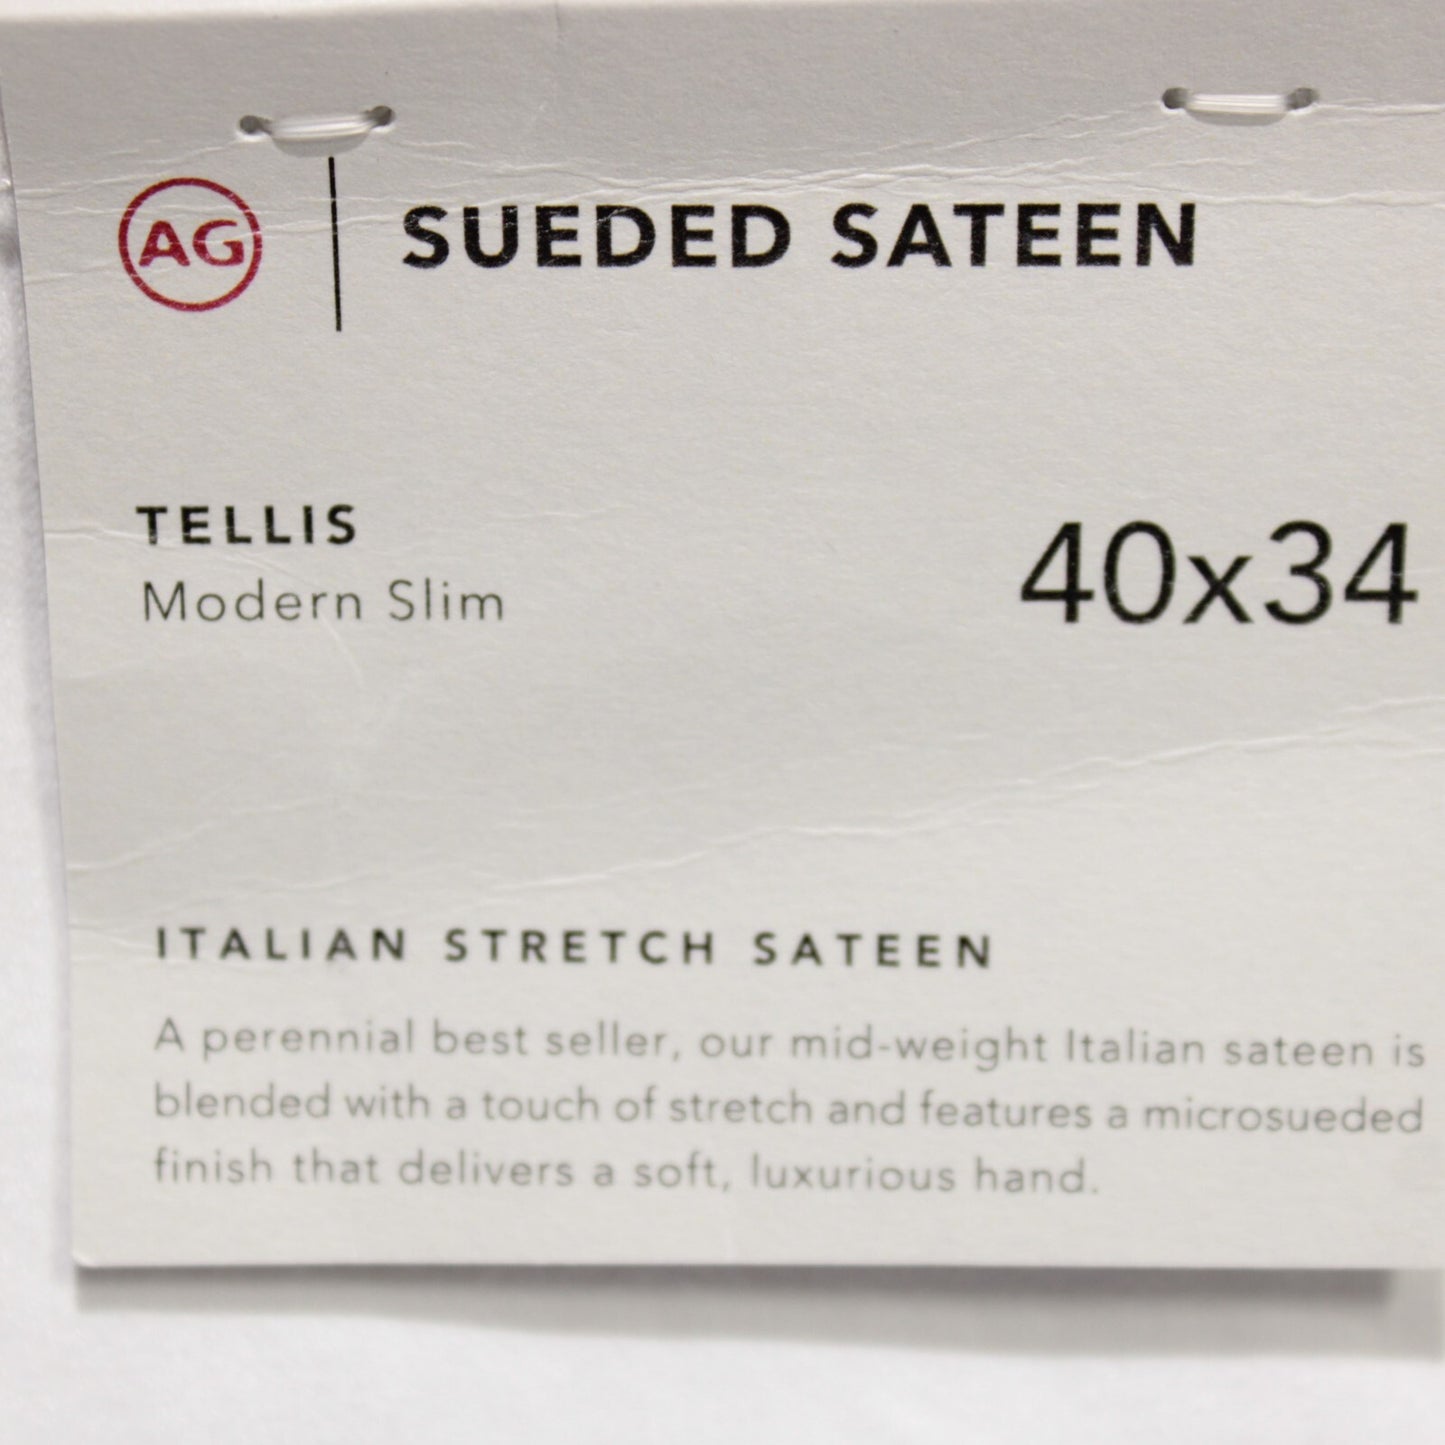 AG
SUEDED SATEEN
TELLIS
Modern Slim
40x34
ITALIAN STRETCH SATEEN
A perennial best seller, our mid-weight Italian sateen is
blended with a touch of stretch and features a microsueded
finish that delivers a soft, luxurious hand.